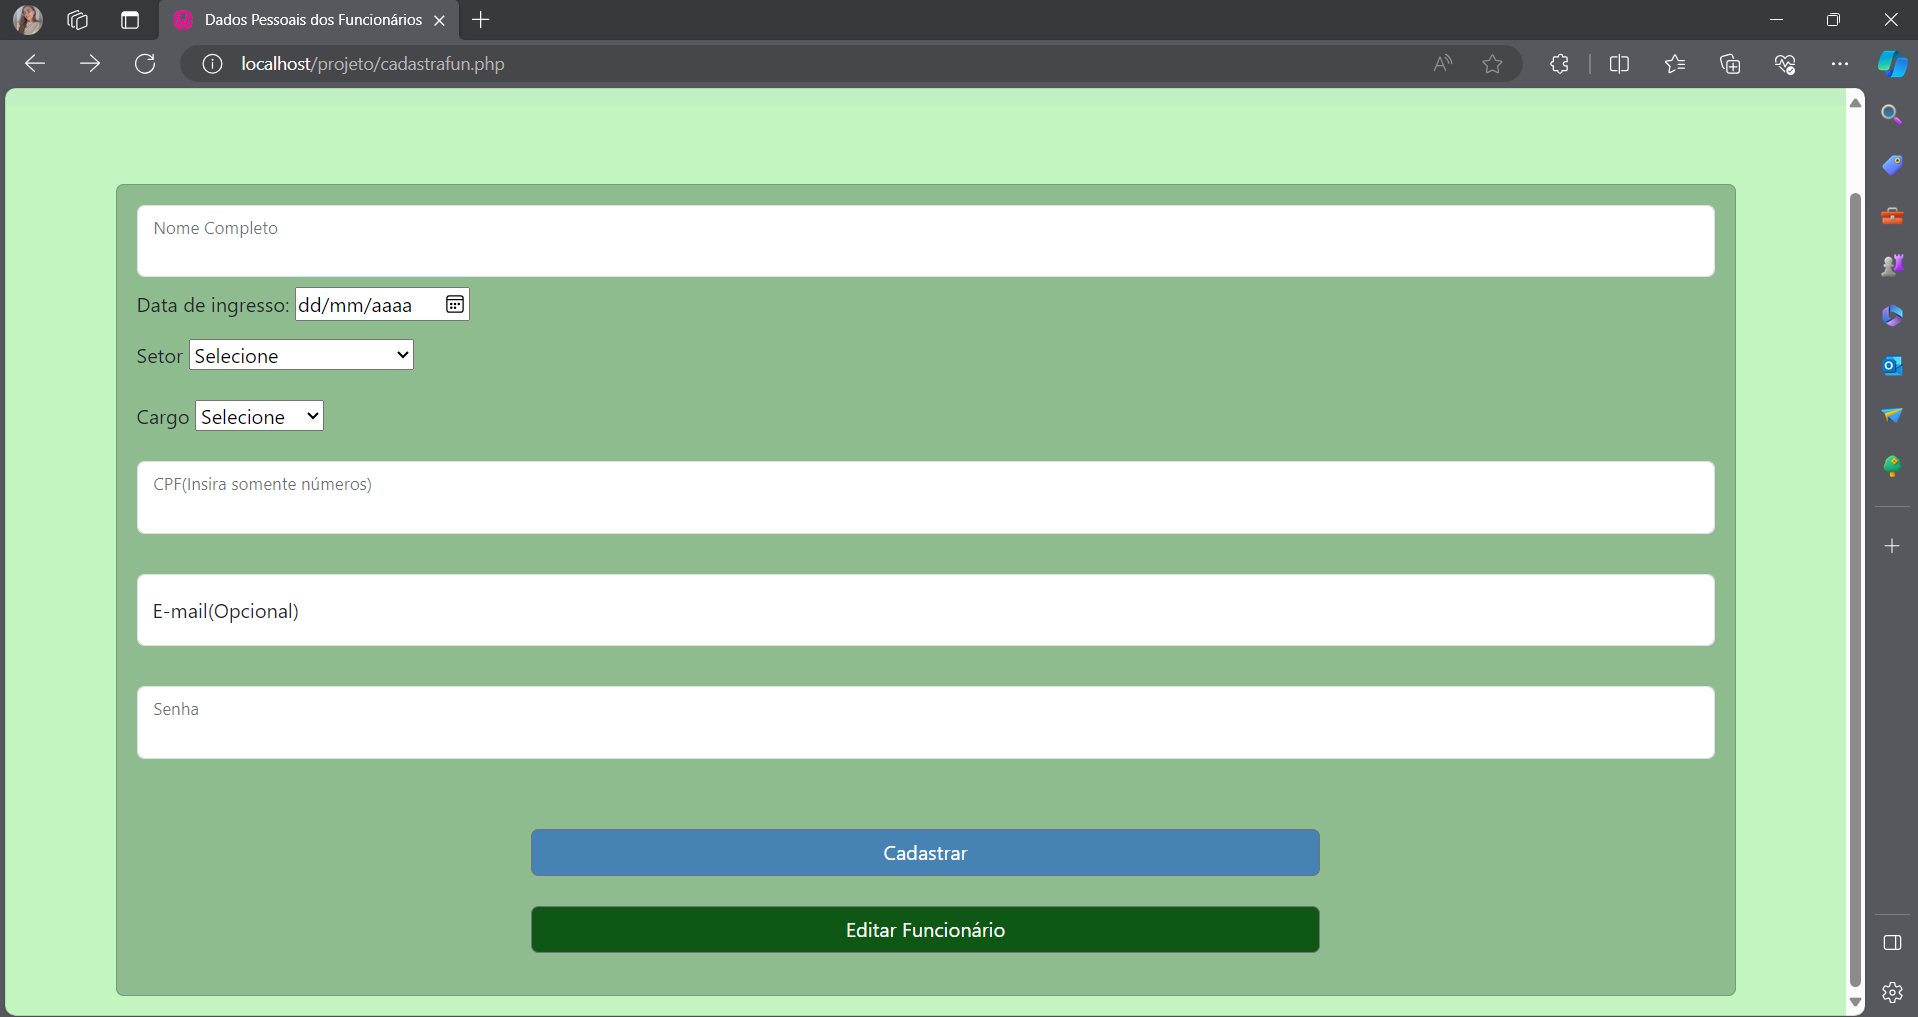 Dados Pessoais dos Funcionários
localhost/projeto/cadastrafun.php
Nome Completo
Data de ingresso: dd/mm/aaaa
Setor Selecione
Cargo Selecione
CPF(Insira somente números)
E-mail(Opcional)
Senha
Cadastrar
Editar Funcionário